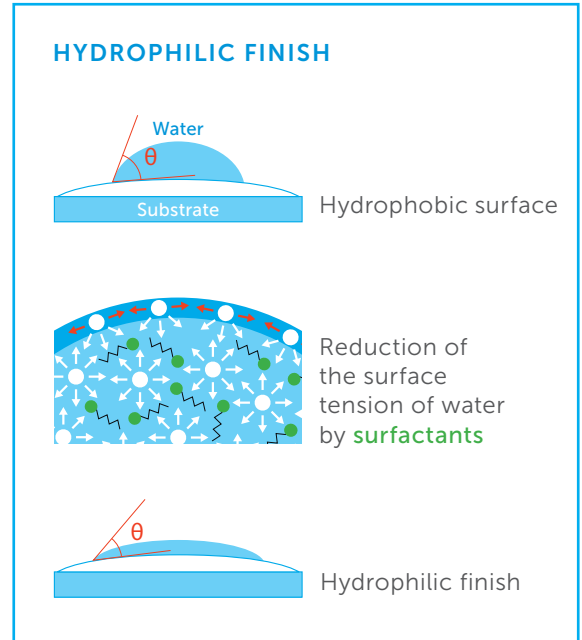 HYDROPHILIC FINISH
Water
θ
Substrate
Hydrophobic surface
Reduction of
the surface
tension of water
by surfactants
θ
Hydrophilic finish